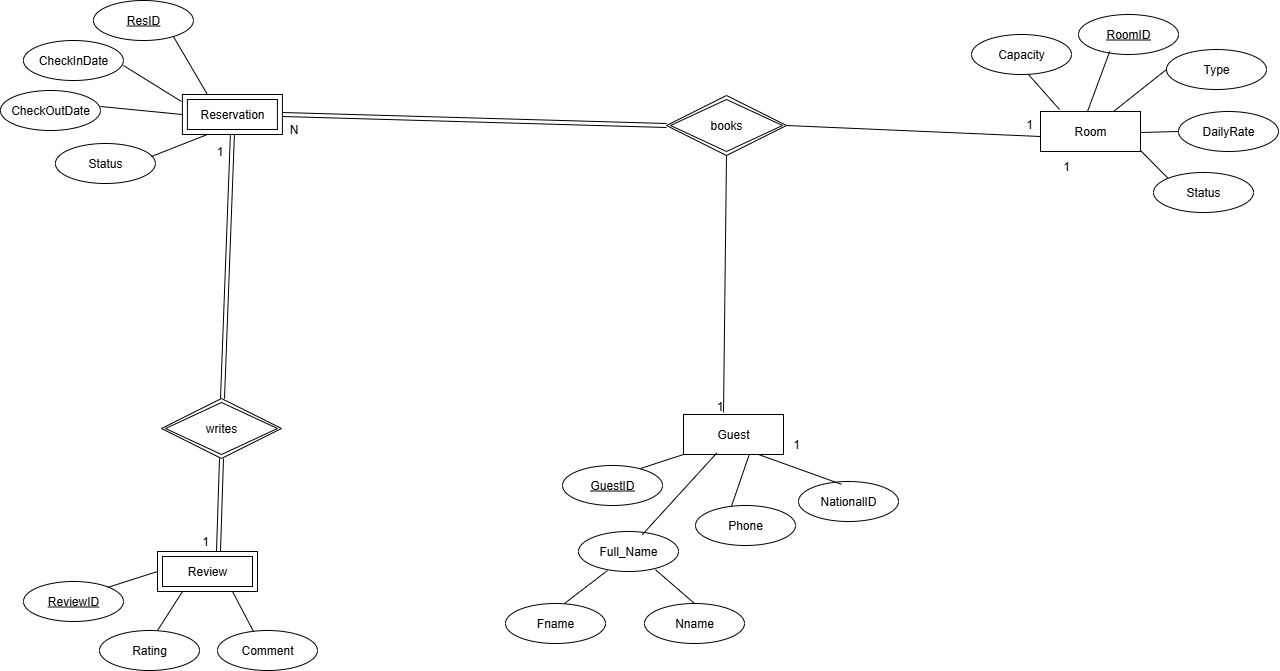 ResID
RoomID
Capacity
CheckInDate
Type
CheckOutDate
Reservation
N
books
1
Room
DailyRate
1
Status
1
Status
1
writes
Guest
1
GuestID
NationalID
Phone
1
Full_Name
Review
ReviewID
Fname
Nname
Rating
Comment